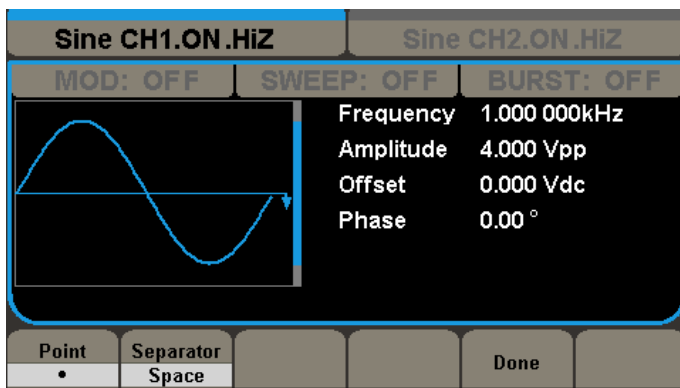 Sine CH1.ON.HiZ
Sine CH2.ON.HiZ
MOD: OFF
SWEEP: OFF
BURST: OFF
Frequency 1.000 000kHz
Amplitude 4.000 Vpp
Offset 0.000 Vdc
Phase 0.00 °
Point
•
Separator
Space
Done